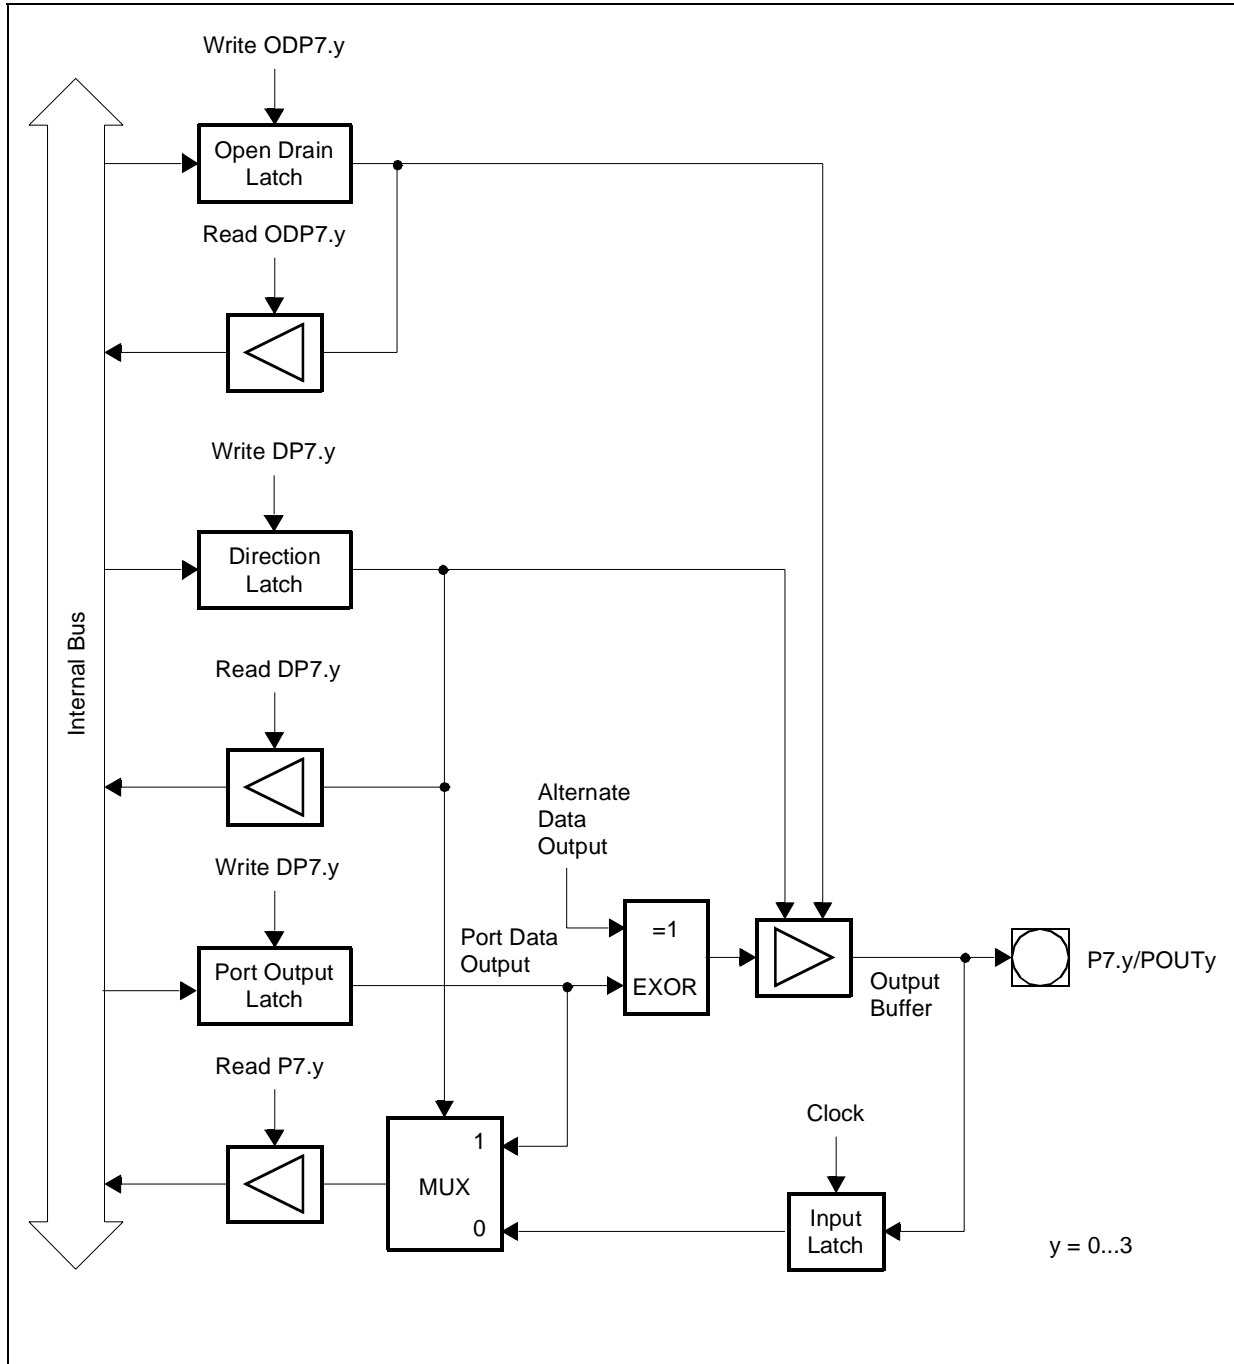 Write ODP7.y
Open Drain
Latch
Read ODP7.y
Write DP7.y
Direction
Latch
Internal Bus
Read DP7.y
Alternate
Data
Output
Write DP7.y
Port Data
Output
=1
EXOR
Port Output
Latch
Output
Buffer
P7.y/POUTy
Read P7.y
Clock
1
MUX
0
Input
Latch
y = 0...3